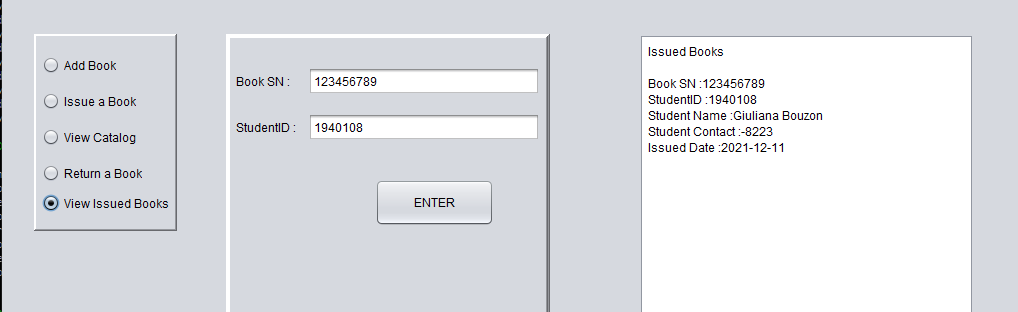 Add Book
Issue a Book
View Catalog
Return a Book
View Issued Books
Book SN : 123456789
StudentID : 1940108
ENTER
Issued Books
Book SN :123456789
StudentID :1940108
Student Name :Giuliana Bouzon
Student Contact :-8223
Issued Date :2021-12-11